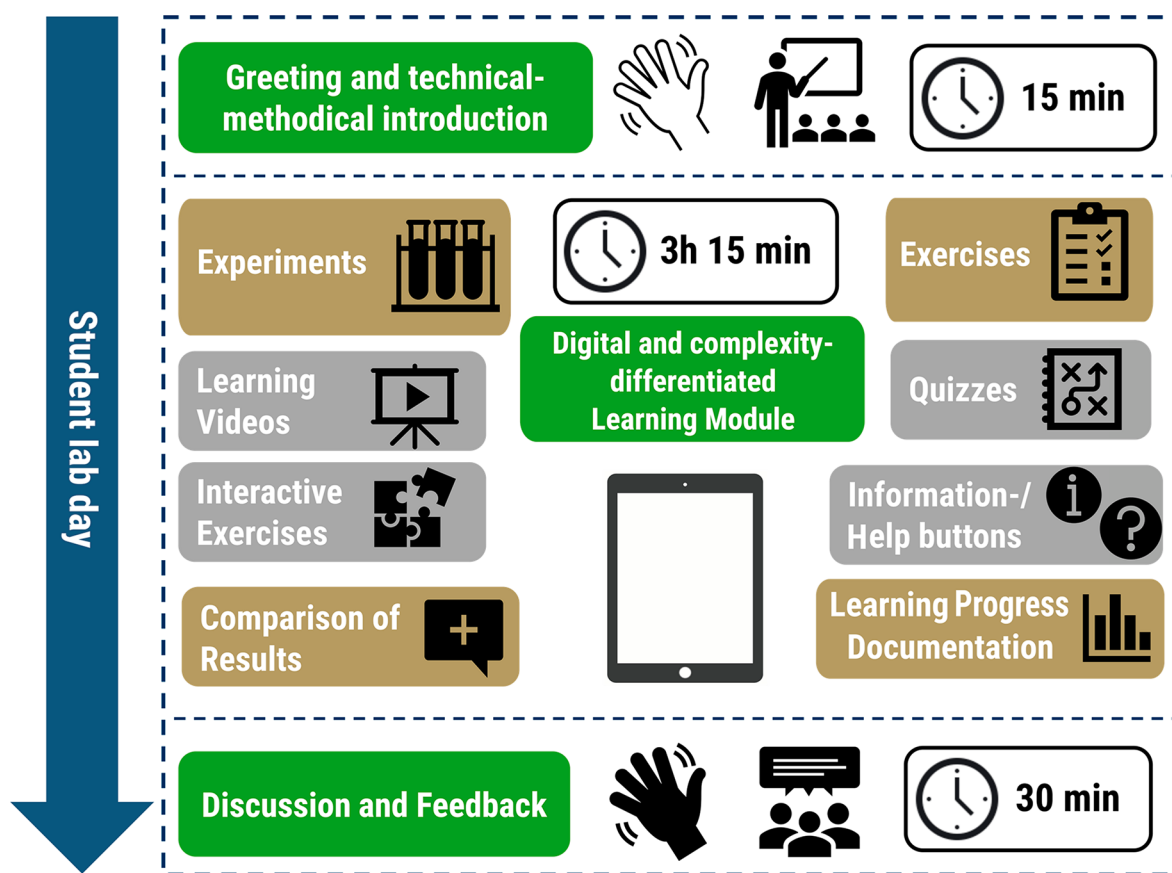 Student lab day
Greeting and technical-
methodical introduction
15 min
Experiments
3h 15 min
Exercises
Digital and complexity-
differentiated
Learning Module
Learning
Videos
Quizzes
Interactive
Exercises
Information-/
Help buttons
Comparison of
Results
Learning Progress
Documentation
Discussion and Feedback
30 min